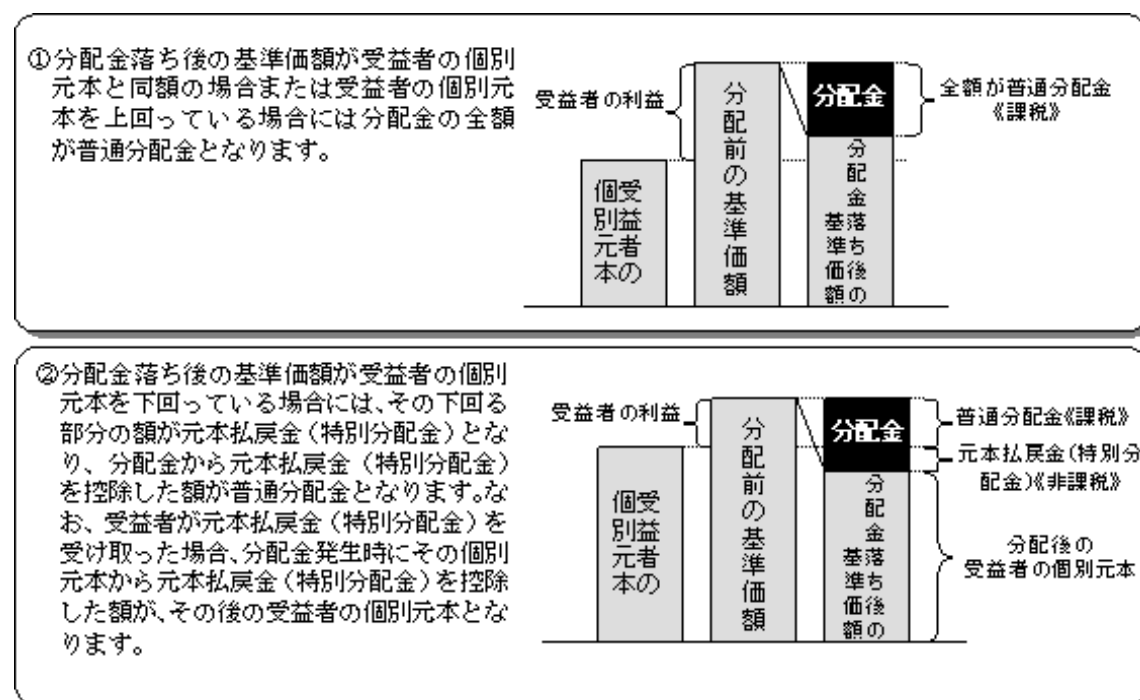 ①分配金落ち後の基準価額が受益者の個別
元本と同額の場合または受益者の個別元
本を上回っている場合には分配金の全額
が普通分配金となります。
受益者の利益
受益者の
個別元本
分配前の基準価額
分配金
分配金落ち後の
基準価額
全額が普通分配金
《課税》
②分配金落ち後の基準価額が受益者の個別
元本を下回っている場合には、その下回る
部分の額が元本払戻金（特別分配金）とな
り、分配金から元本払戻金（特別分配金）
を控除した額が普通分配金となります。な
お、受益者が元本払戻金（特別分配金）を
受け取った場合、分配金発生時にその個別
元本から元本払戻金（特別分配金）を控除
した額が、その後の受益者の個別元本とな
ります。
受益者の利益
受益者の
個別元本
分配前の基準価額
分配金
分配金落ち後の
基準価額
普通分配金《課税》
元本払戻金（特別分
配金）《非課税》
分配後の
受益者の個別元本